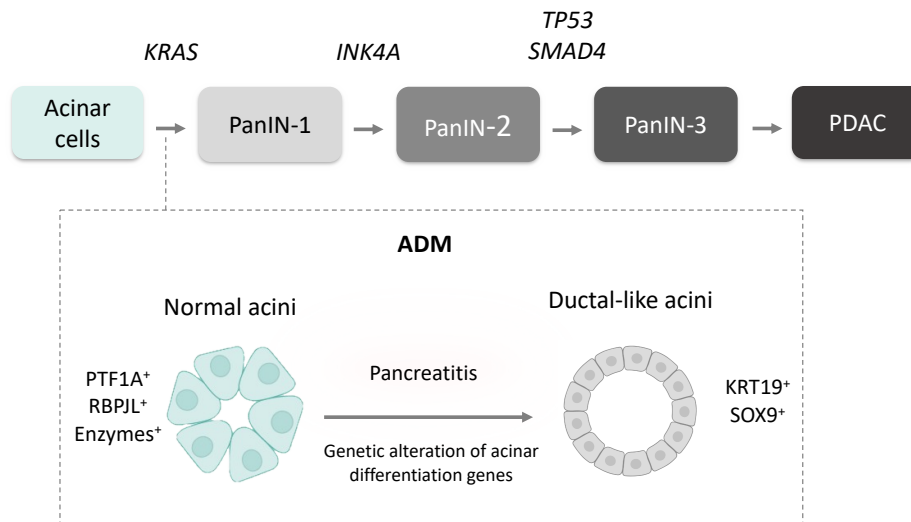 TP53
KRAS
INK4A
SMAD4
Acinar
cells
PanIN-1
PanIN-2
PanIN-3
PDAC
ADM
Normal acini
Ductal-like acini
PTF1A⁺
RBPJL⁺
Enzymes⁺
Pancreatitis
Genetic alteration of acinar
differentiation genes
KRT19⁺
SOX9⁺